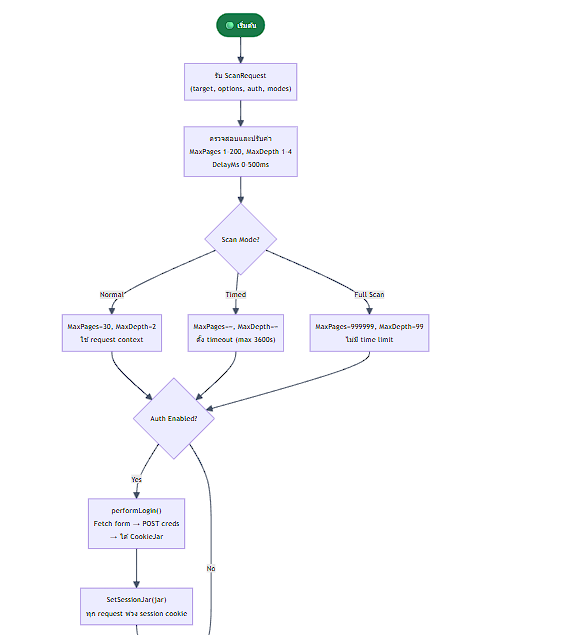 เริ่มต้น
รับ ScanRequest
(target, options, auth, modes)
ตรวจสอบและปรับค่า
MaxPages 1-200, MaxDepth 1-4
DelayMs 0-500ms
Scan Mode?
Normal
Timed
Full Scan
MaxPages=30, MaxDepth=2
ใช้ request context
MaxPages=∞, MaxDepth=∞
ตั้ง timeout (max 3600s)
MaxPages=999999, MaxDepth=99
ไม่มี time limit
Auth Enabled?
Yes
performLogin()
Fetch form → POST creds
→ ใส่ CookieJar
No
SetSessionJar(jar)
ทุก request พ่วง session cookie